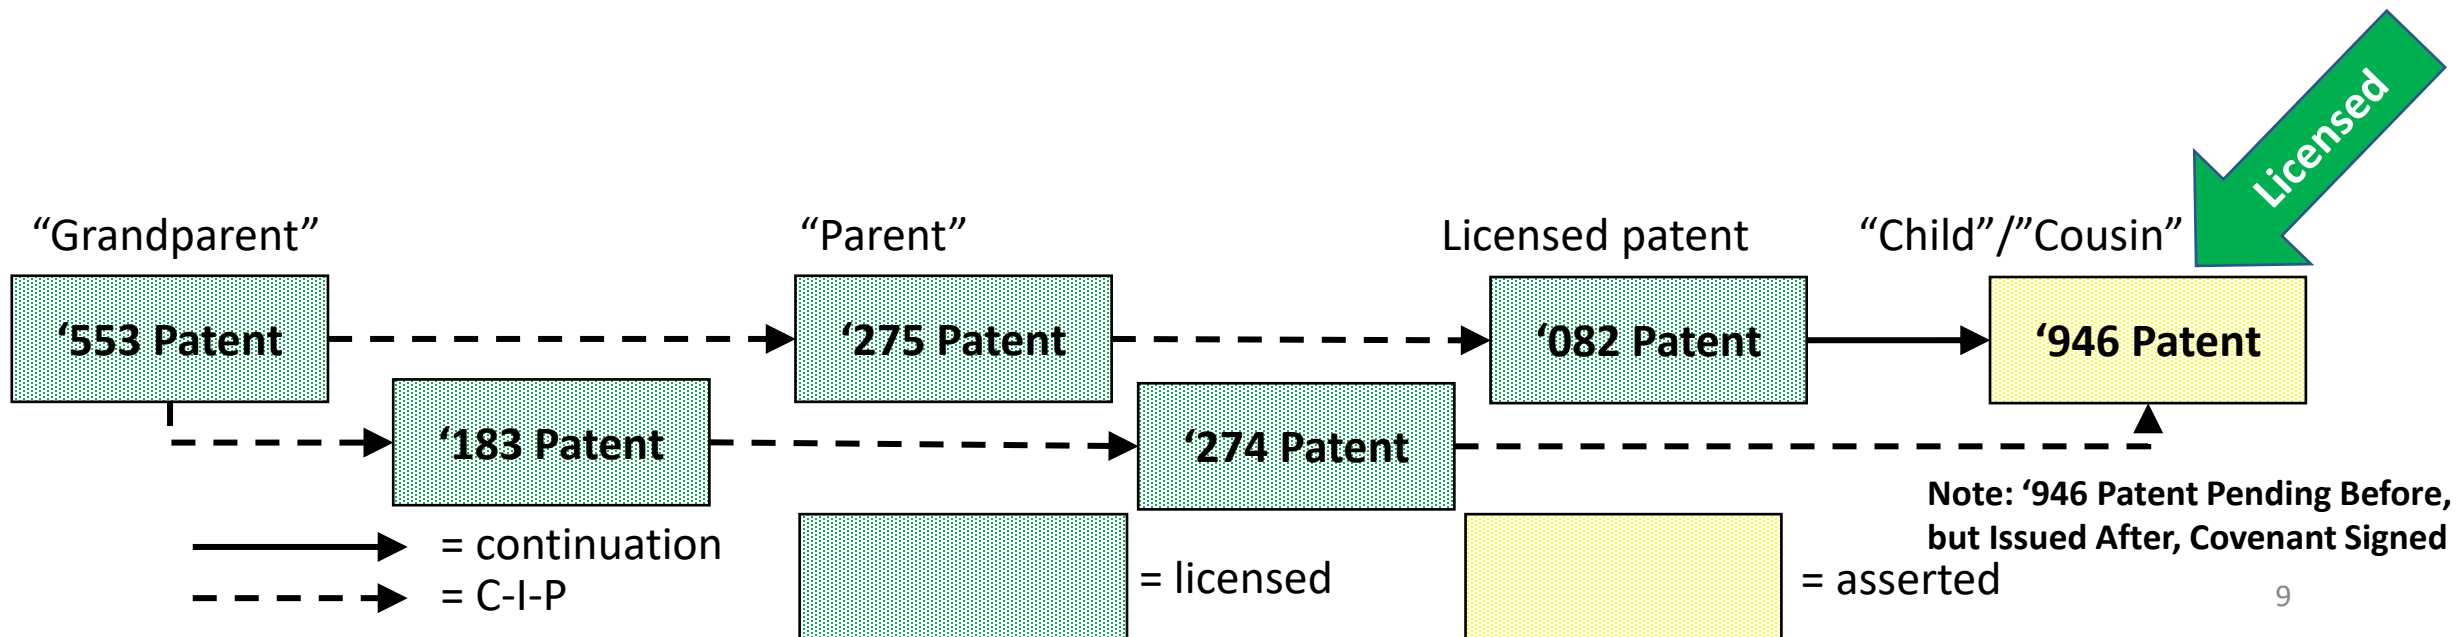 Licensed
“Grandparent”
“Parent”
Licensed patent
“Child”/”Cousin”
‘553 Patent
‘275 Patent
‘082 Patent
‘946 Patent
‘183 Patent
‘274 Patent
Note: ‘946 Patent Pending Before,
but Issued After, Covenant Signed
= continuation
= C-I-P
= licensed
= asserted
9